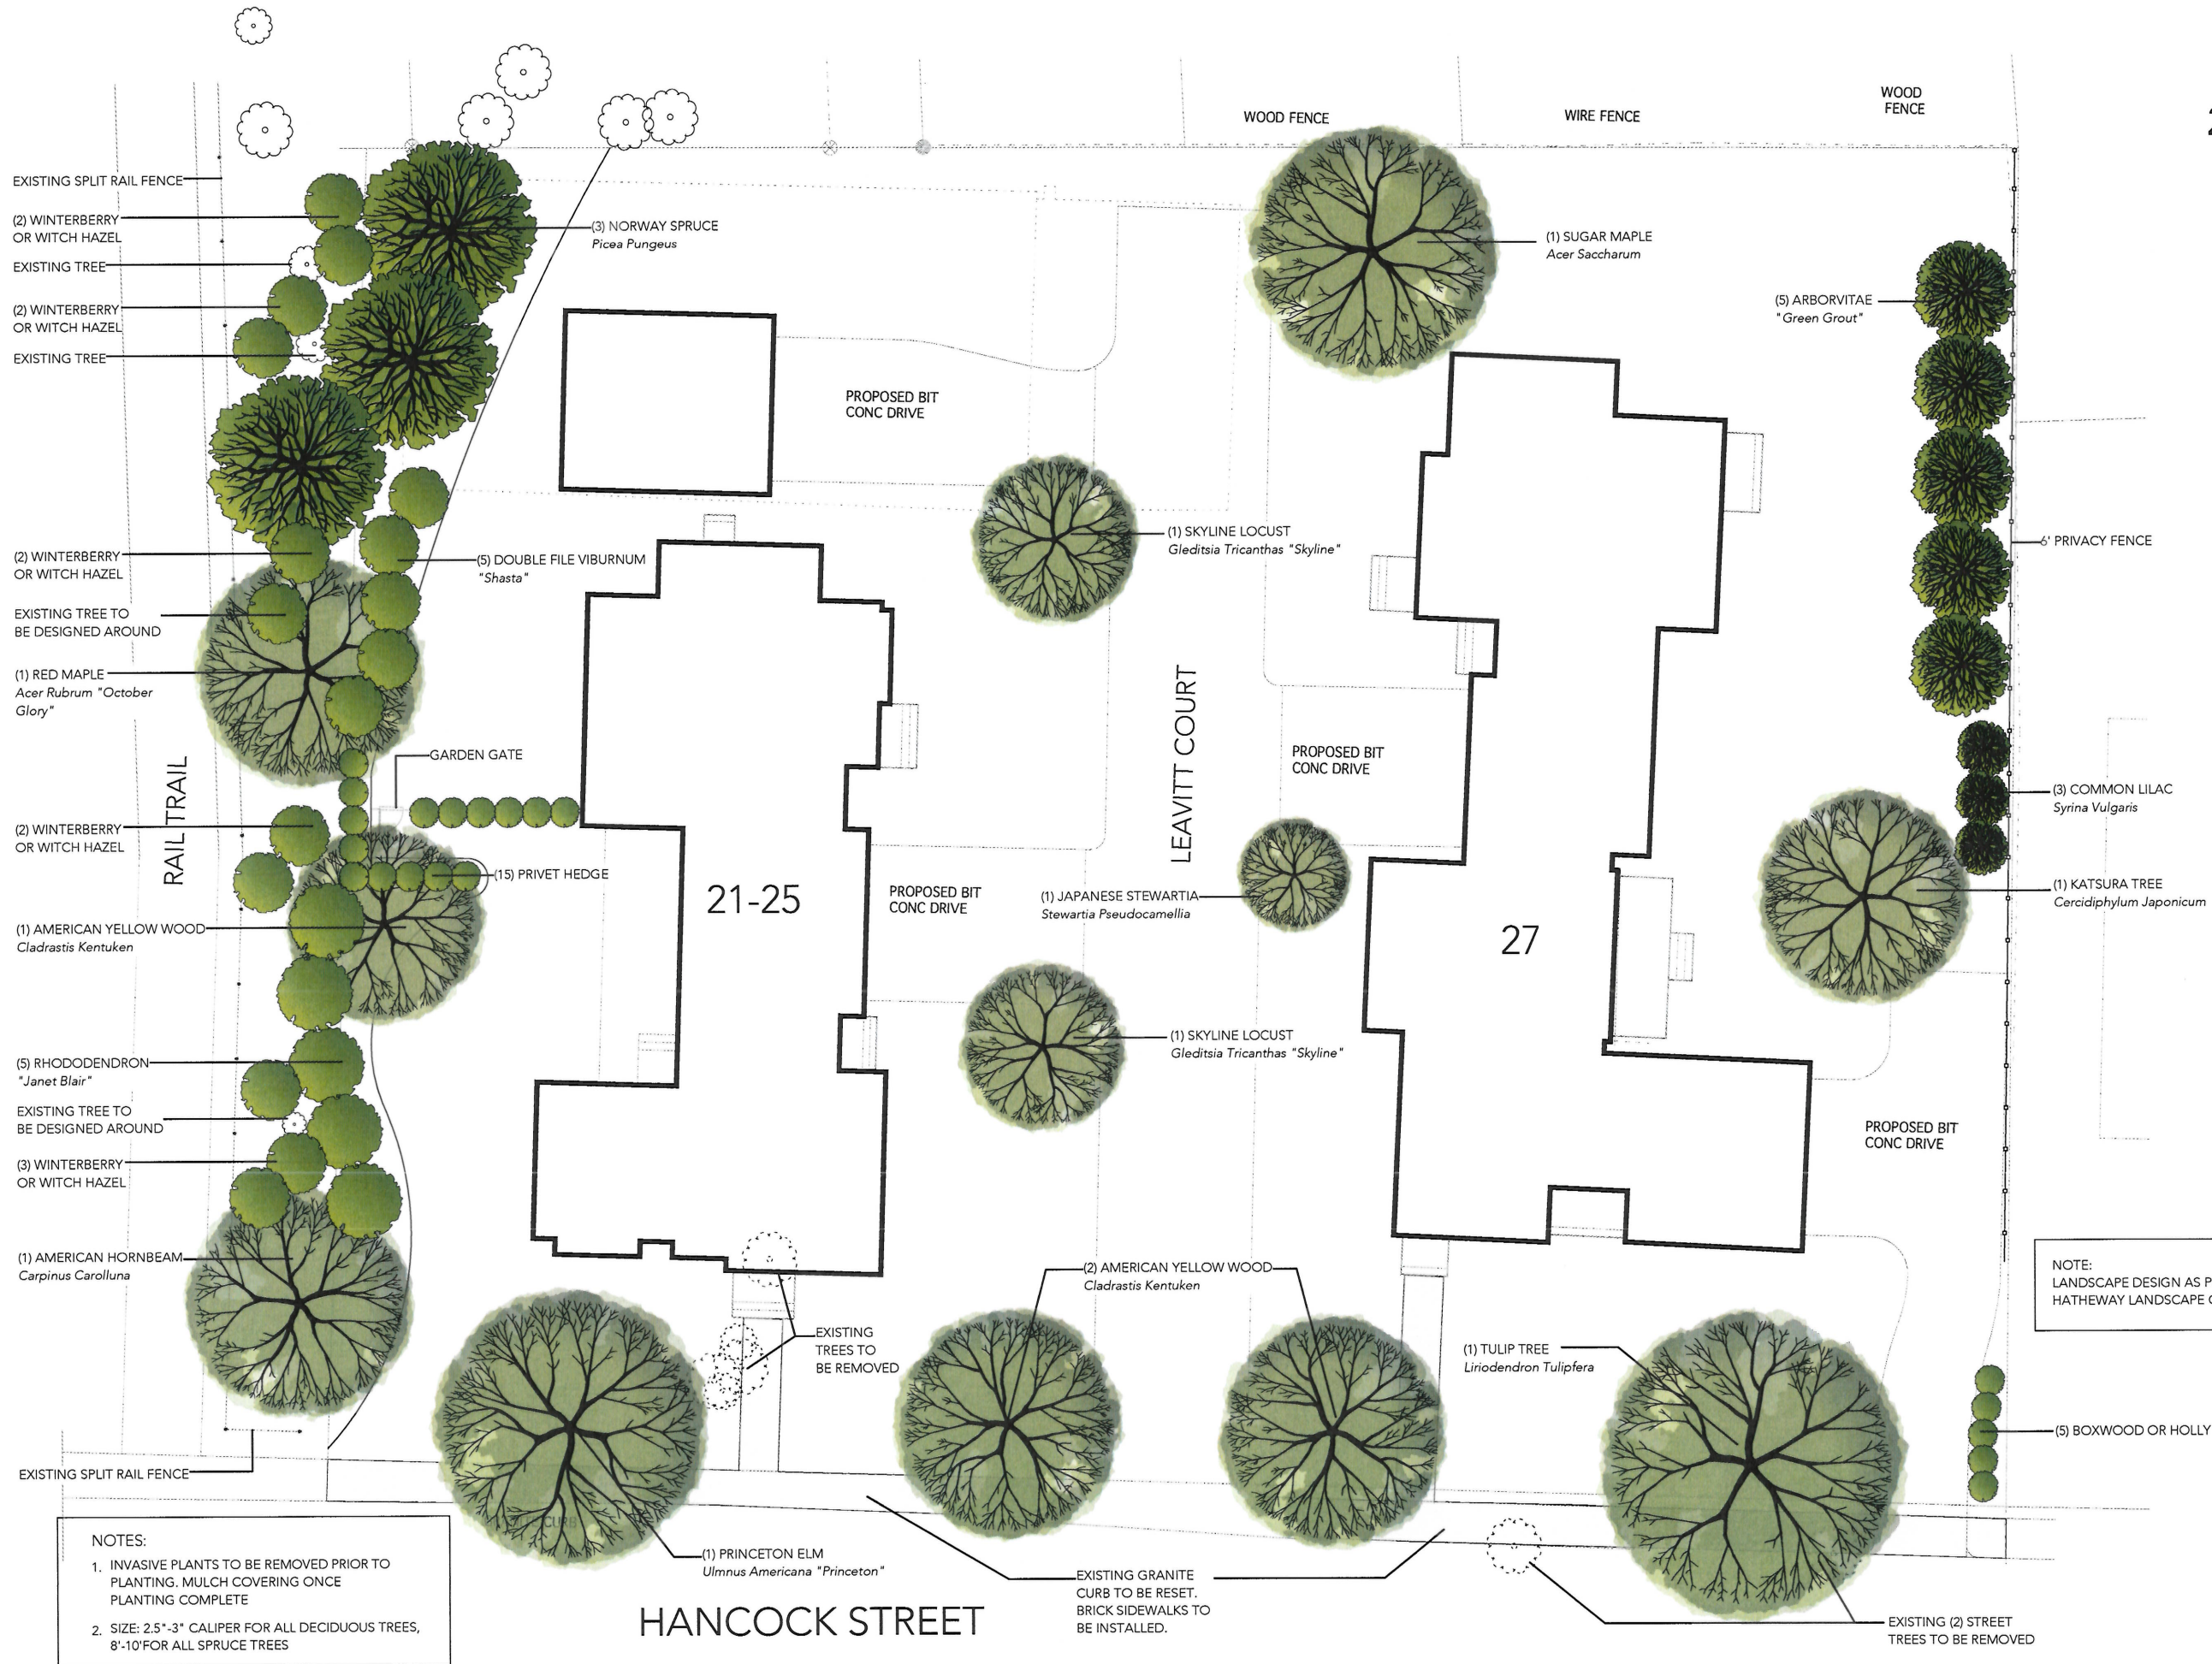 WOOD
FENCE
WOOD FENCE
WIRE FENCE
EXISTING SPLIT RAIL FENCE
(2) WINTERBERRY
OR WITCH HAZEL
EXISTING TREE
(2) WINTERBERRY
OR WITCH HAZEL
EXISTING TREE
(3) NORWAY SPRUCE
Picea Pungeus
(1) SUGAR MAPLE
Acer Saccharum
(5) ARBORVITAE
"Green Grout"
PROPOSED BIT
CONC DRIVE
(1) SKYLINE LOCUST
Gleditsia Tricanthas "Skyline"
6' PRIVACY FENCE
(2) WINTERBERRY
OR WITCH HAZEL
(5) DOUBLE FILE VIBURNUM
"Shasta"
EXISTING TREE TO
BE DESIGNED AROUND
(1) RED MAPLE
Acer Rubrum "October
Glory"
GARDEN GATE
RAIL TRAIL
LEAVITT COURT
PROPOSED BIT
CONC DRIVE
(3) COMMON LILAC
Syrina Vulgaris
(2) WINTERBERRY
OR WITCH HAZEL
(15) PRIVET HEDGE
21-25
PROPOSED BIT
CONC DRIVE
(1) JAPANESE STEWARTIA
Stewartia Pseudocamellia
27
(1) KATSURA TREE
Cercidiphylum Japonicum
(1) AMERICAN YELLOW WOOD
Cladrastis Kentuken
(1) SKYLINE LOCUST
Gleditsia Tricanthas "Skyline"
(5) RHODODENDRON
"Janet Blair"
EXISTING TREE TO
BE DESIGNED AROUND
PROPOSED BIT
CONC DRIVE
(3) WINTERBERRY
OR WITCH HAZEL
(1) AMERICAN HORNBEAM
Carpinus Carolluna
(2) AMERICAN YELLOW WOOD
Cladrastis Kentuken
NOTE:
LANDSCAPE DESIGN AS P
HATHEWAY LANDSCAPE
EXISTING
TREES TO
BE REMOVED
(1) TULIP TREE
Liriodendron Tulipfera
(5) BOXWOOD OR HOLLY
EXISTING SPLIT RAIL FENCE
CURB
(1) PRINCETON ELM
Ulmnus Americana "Princeton"
EXISTING GRANITE
CURB TO BE RESET.
BRICK SIDEWALKS TO
BE INSTALLED.
EXISTING (2) STREET
TREES TO BE REMOVED
HANCOCK STREET
NOTES:
1. INVASIVE PLANTS TO BE REMOVED PRIOR TO
PLANTING. MULCH COVERING ONCE
PLANTING COMPLETE
2. SIZE: 2.5"-3" CALIPER FOR ALL DECIDUOUS TREES,
8'-10'FOR ALL SPRUCE TREES